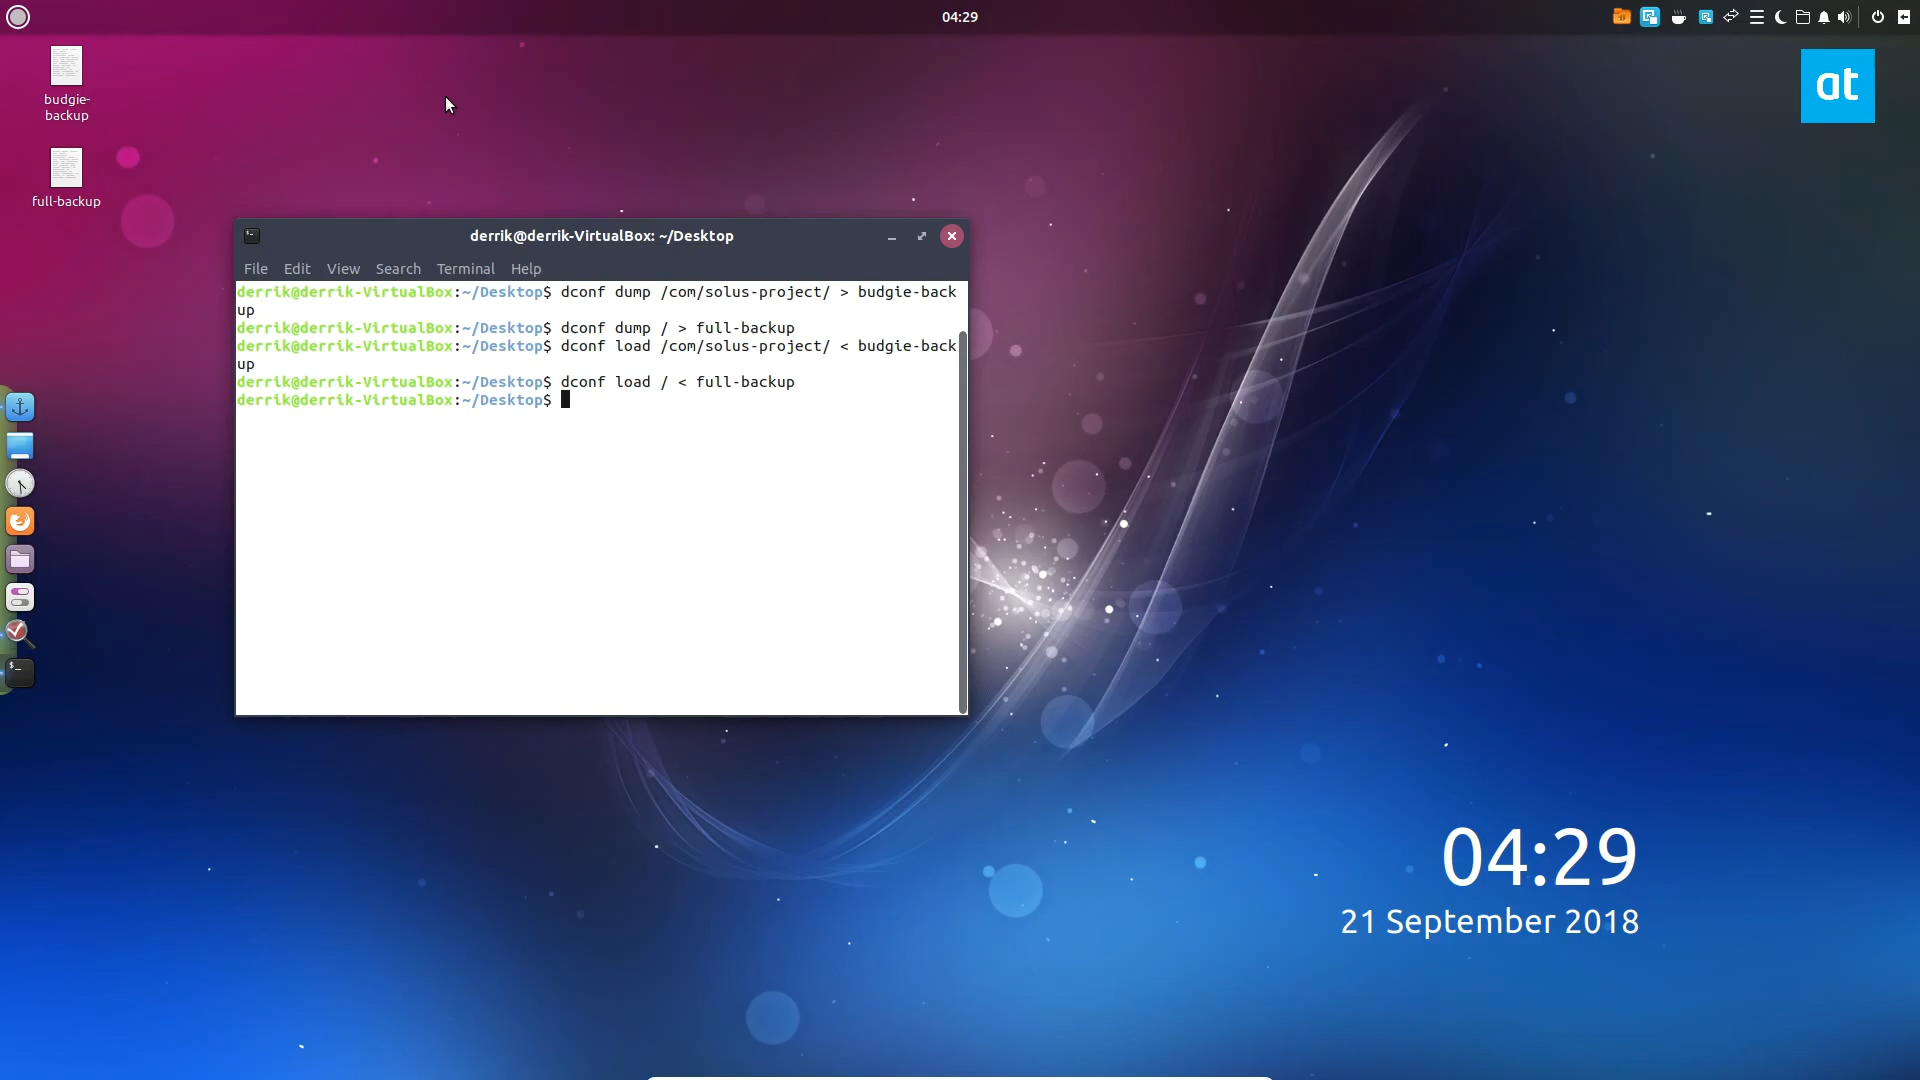 04:29
budgie-
backup
full-backup
at
derrik@derrik-VirtualBox: ~/Desktop
File Edit View Search Terminal Help
derrik@derrik-VirtualBox:~/Desktop$ dconf dump /com/solus-project/ > budgie-back
up
derrik@derrik-VirtualBox:~/Desktop$ dconf dump / > full-backup
derrik@derrik-VirtualBox:~/Desktop$ dconf load /com/solus-project/ < budgie-back
up
derrik@derrik-VirtualBox:~/Desktop$ dconf load / < full-backup
derrik@derrik-VirtualBox:~/Desktop$
04:29
21 September 2018